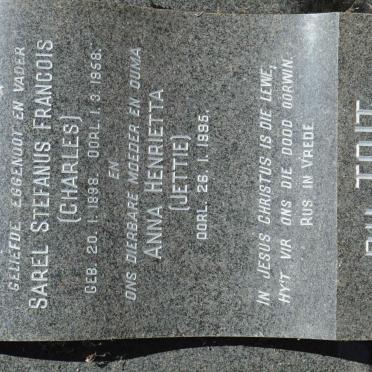 GELIEFDE EGGENOOT EN VADER
SAREL STEFANUS FRANCOIS
(CHARLES)
GEB. 20. 1. 1898. OORL. 1. 3. 1958.
EN
ONS DIERBARE MOEDER EN OUMA
ANNA HENRIETTA
(JETTIE)
OORL. 26. 1. 1995.
IN JESUS CHRISTUS IS DIE LEWE,
HY'T VIR ONS DIE DOOD OORWIN.
RUS IN VREDE
DU TOIT